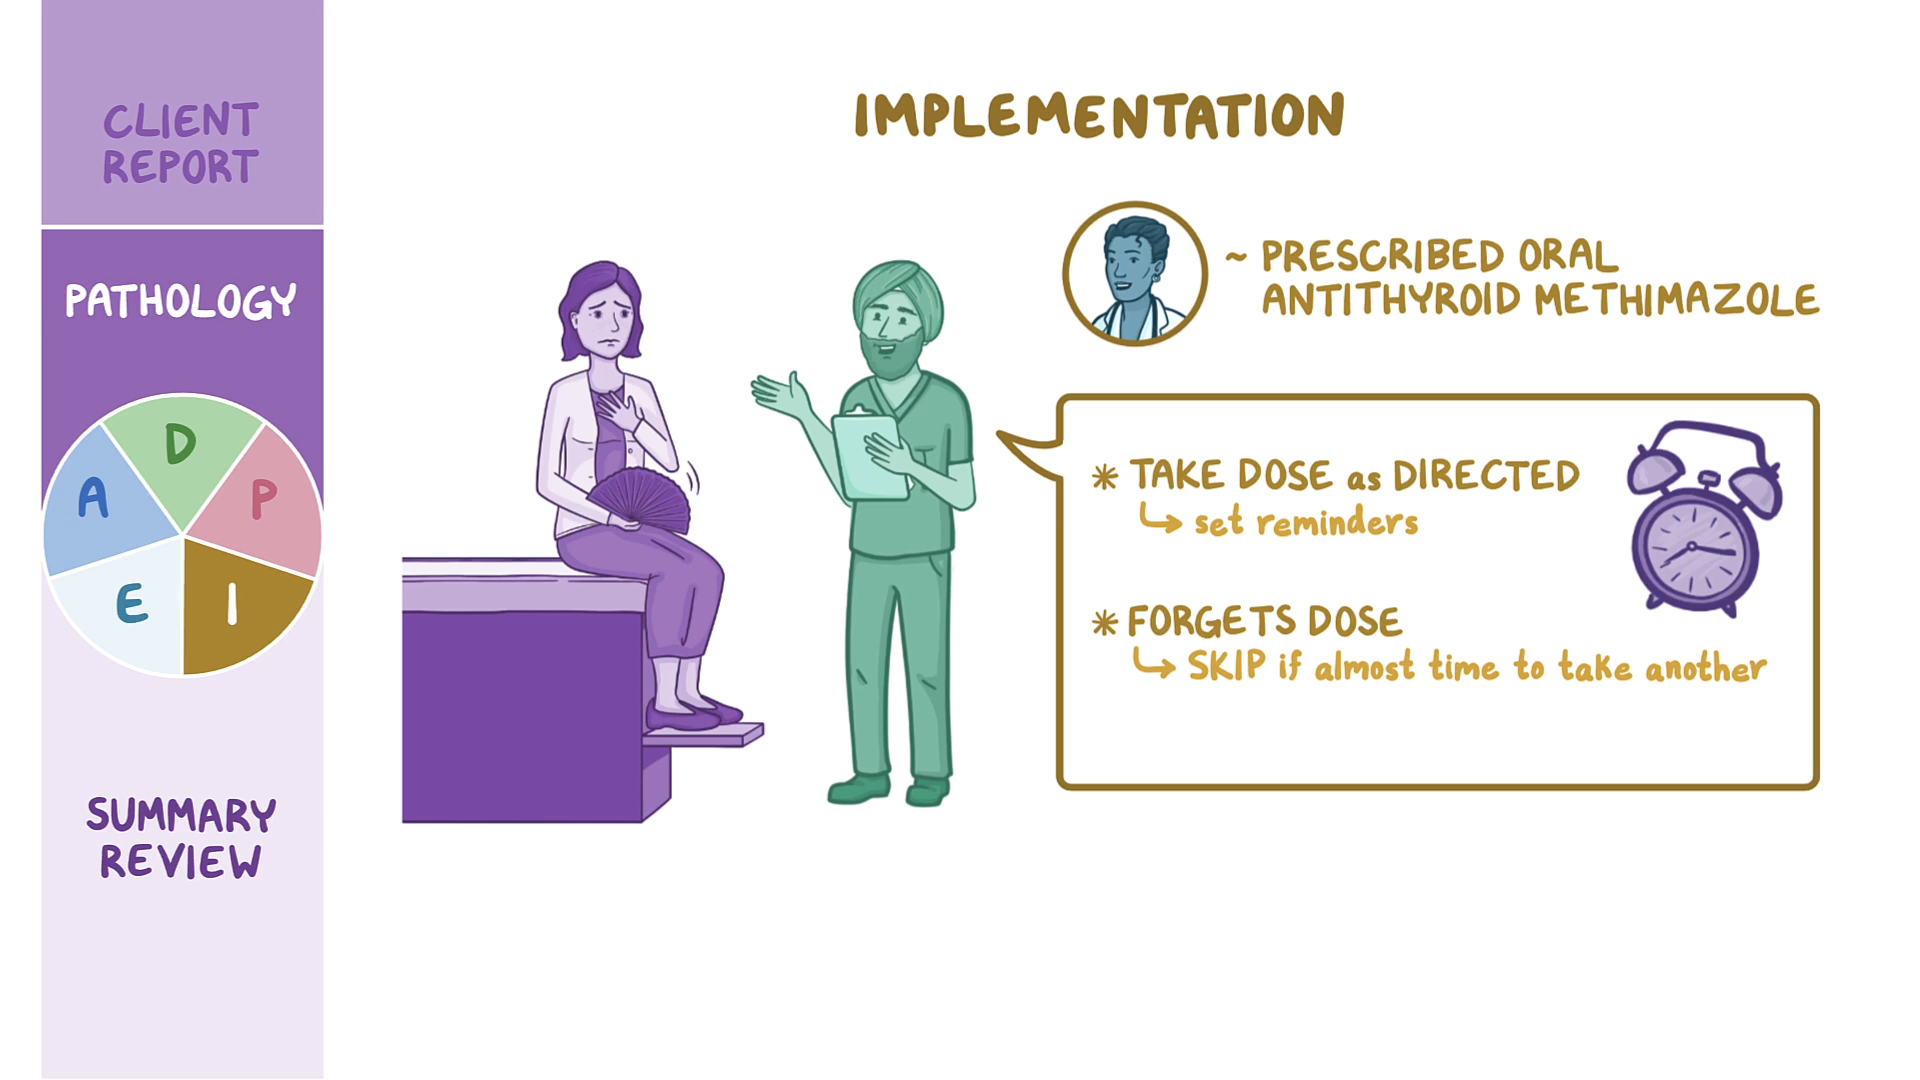 CLIENT
REPORT
PATHOLOGY
A
D
P
E
I
SUMMARY
REVIEW
IMPLEMENTATION
~ PRESCRIBED ORAL
ANTITHYROID METHIMAZOLE
* TAKE DOSE as DIRECTED
↳ set reminders
* FORGETS DOSE
↳ SKIP if almost time to take another